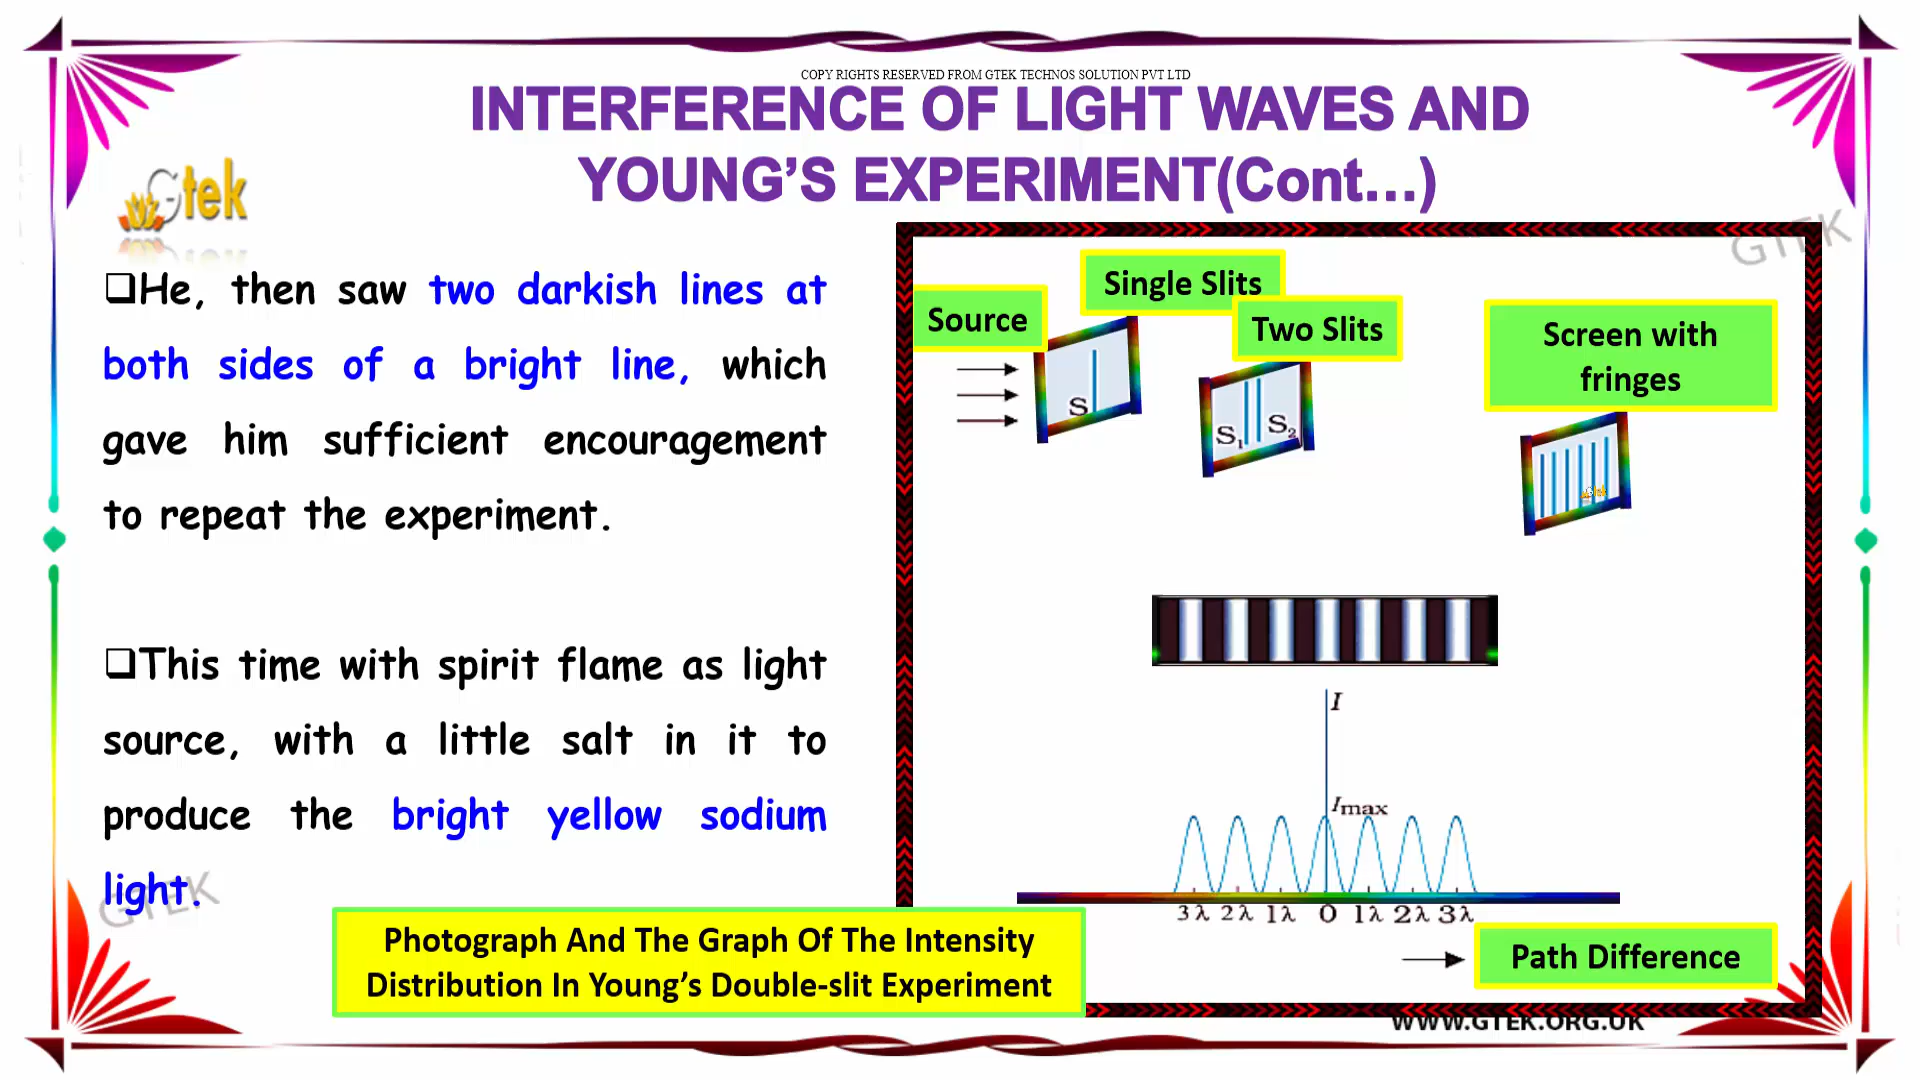 COPY RIGHTS RESERVED FROM GTEK TECHNOS SOLUTION PVT LTD
INTERFERENCE OF LIGHT WAVES AND
YOUNG'S EXPERIMENT(Cont...)
Gtek
GTEK
He, then saw two darkish lines at
both sides of a bright line, which
gave him sufficient encouragement
to repeat the experiment.
This time with spirit flame as light
source, with a little salt in it to
produce the bright yellow sodium
light.
GTEK
Source
Single Slits
Two Slits
Screen with
fringes
S
S₁ S₂
I
Imax
3λ 2λ 1λ 0 1λ 2λ 3λ
Path Difference
Photograph And The Graph Of The Intensity
Distribution In Young's Double-slit Experiment
WWW.GTEK.ORG.UK